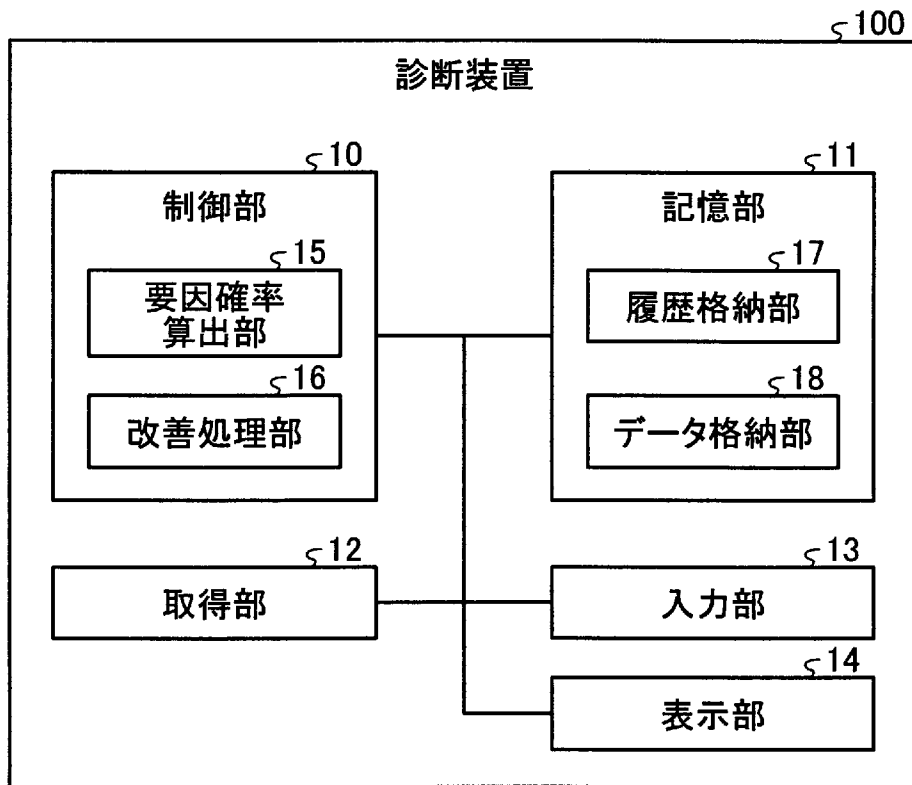 100
診断装置
10
制御部
15
要因確率
算出部
16
改善処理部
11
記憶部
17
履歴格納部
18
データ格納部
12
取得部
13
入力部
14
表示部